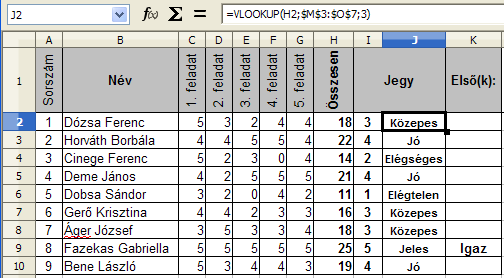 J2 =VLOOKUP(H2;$M$3:$O$7;3)
A B C D E F G H I J K
1 Sorszám Név 1. feladat 2. feladat 3. feladat 4. feladat 5. feladat Összesen Jegy Első(k):
2 1 Dózsa Ferenc 5 3 2 4 4 18 3 Közepes
3 2 Horváth Borbála 4 4 5 5 4 22 4 Jó
4 3 Cinege Ferenc 5 2 3 0 4 14 2 Elégséges
5 4 Deme János 4 2 5 5 5 21 4 Jó
6 5 Dobsa Sándor 3 2 0 4 2 11 1 Elégtelen
7 6 Gerő Krisztina 4 4 2 3 3 16 3 Közepes
8 7 Áger József 3 5 3 3 4 18 3 Közepes
9 8 Fazekas Gabriella 5 5 5 5 5 25 5 Jeles Igaz
10 9 Bene László 5 3 4 4 3 19 4 Jó